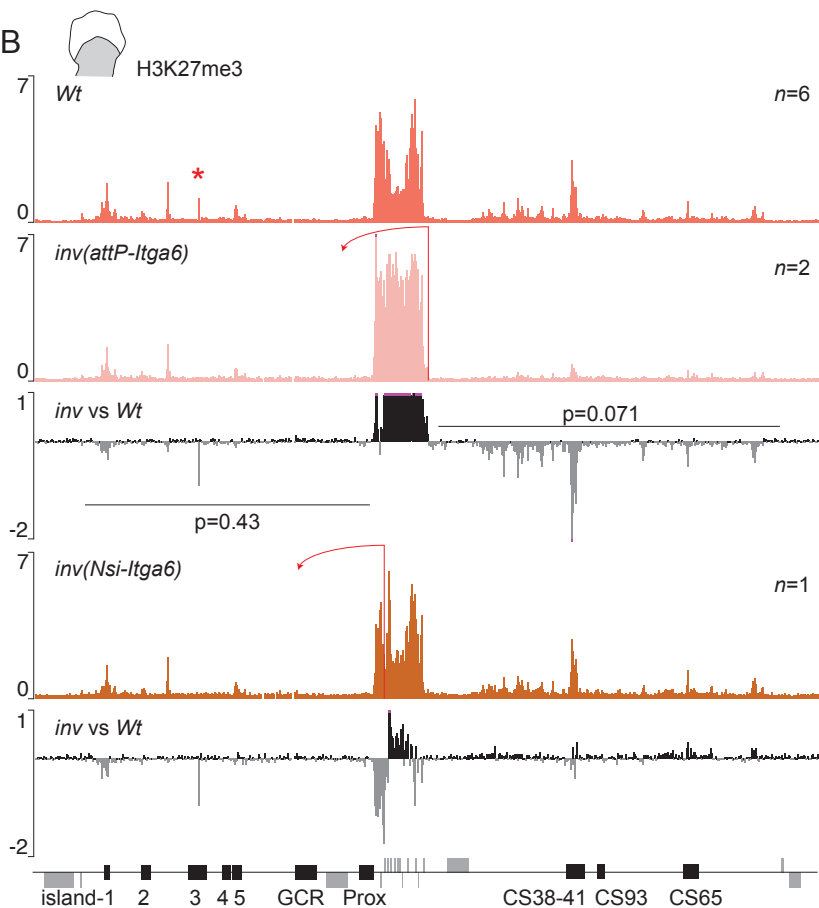 B
H3K27me3
7
Wt
n=6
*
0
7
inv(attP-Itga6)
n=2
0
1
inv vs Wt
p=0.071
p=0.43
-2
7
inv(Nsi-Itga6)
n=1
0
1
inv vs Wt
-2
island-1 2 3 4 5 GCR Prox CS38-41 CS93 CS65